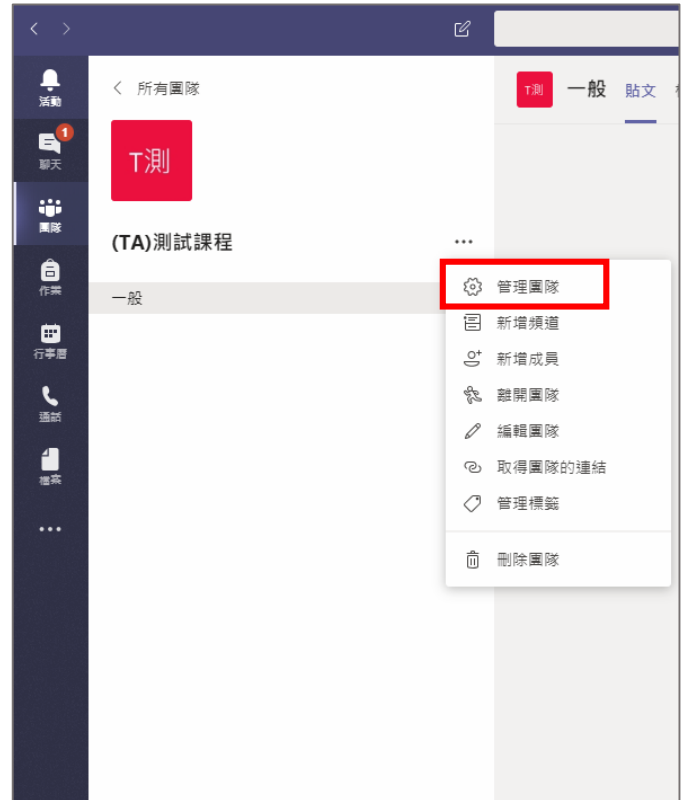 活動
1
聊天
團隊
作業
行事曆
通話
檔案
所有團隊
T測
(TA)測試課程
一般
T測
一般
貼文
管理團隊
新增頻道
新增成員
離開團隊
編輯團隊
取得團隊的連結
管理標籤
刪除團隊